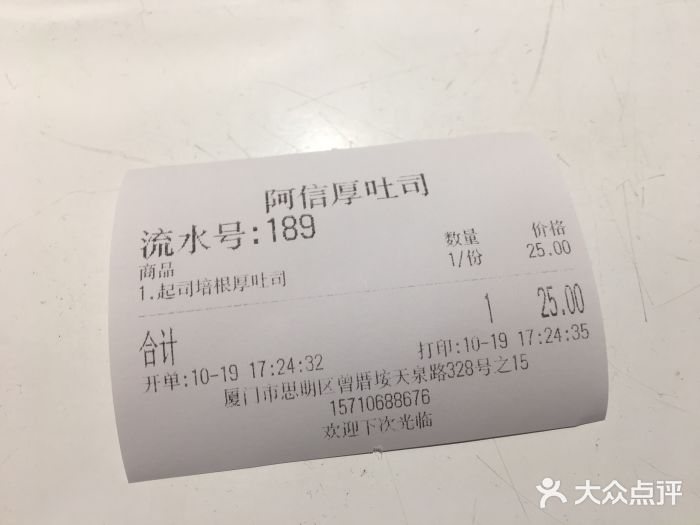 阿信厚吐司
流水号:189
商品 数量 价格
1.起司培根厚吐司 1/份 25.00
合计 1 25.00
开单:10-19 17:24:32 打印:10-19 17:24:35
厦门市思明区曾厝垵天泉路328号之15
15710688676
欢迎下次光临
大众点评